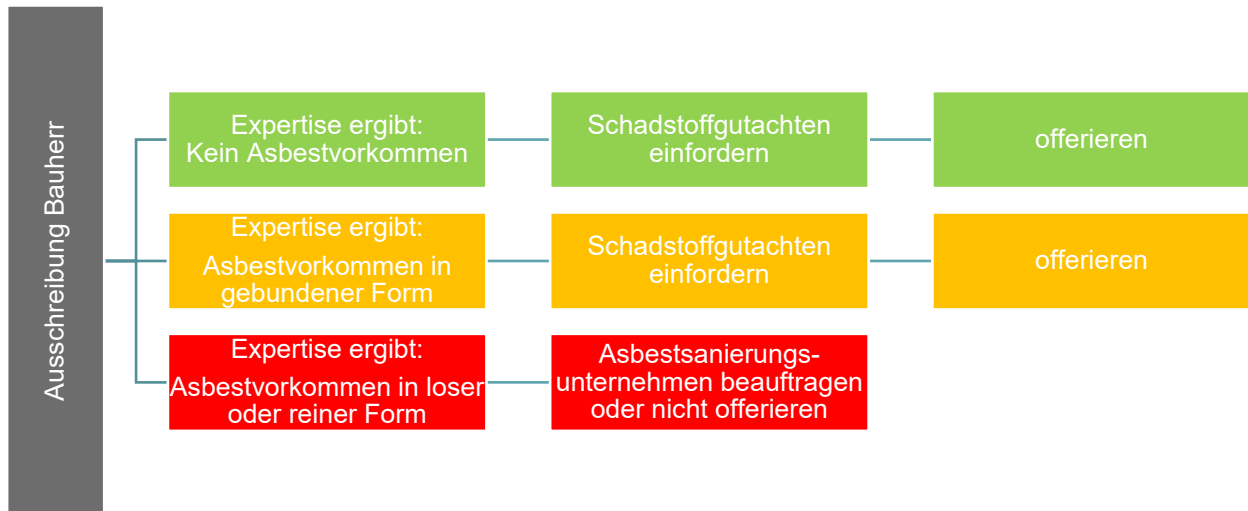 Ausschreibung Bauherr
Expertise ergibt:
Kein Asbestvorkommen
Schadstoffgutachten
einfordern
offerieren
Expertise ergibt:
Asbestvorkommen in
gebundener Form
Schadstoffgutachten
einfordern
offerieren
Expertise ergibt:
Asbestvorkommen in loser
oder reiner Form
Asbestsanierungs-
unternehmen beauftragen
oder nicht offerieren